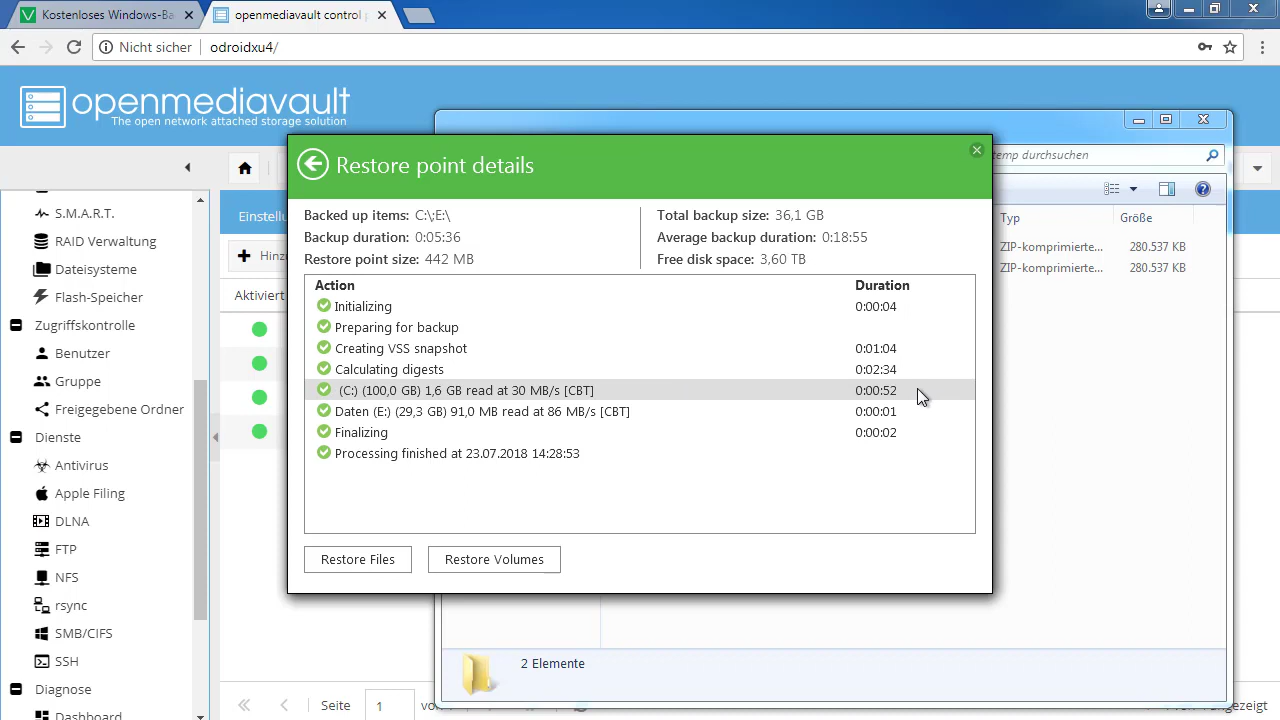 Kostenloses Windows-Ba
openmediavault control p
Nicht sicher
odroidxu4/
openmediavault
The open network attached storage solution
temp durchsuchen
Restore point details
S.M.A.R.T.
RAID Verwaltung
Dateisysteme
Flash-Speicher
Zugriffskontrolle
Benutzer
Gruppe
Freigegebene Ordner
Dienste
Antivirus
Apple Filing
DLNA
FTP
NFS
rsync
SMB/CIFS
SSH
Diagnose
Dashboard
Einstellu
Hinzu
Aktiviert
Backed up items: C:\;E:\
Backup duration: 0:05:36
Restore point size: 442 MB
Total backup size: 36,1 GB
Average backup duration: 0:18:55
Free disk space: 3,60 TB
Action Duration
Initializing 0:00:04
Preparing for backup
Creating VSS snapshot 0:01:04
Calculating digests 0:02:34
(C:) (100,0 GB) 1,6 GB read at 30 MB/s [CBT] 0:00:52
Daten (E:) (29,3 GB) 91,0 MB read at 86 MB/s [CBT] 0:00:01
Finalizing 0:00:02
Processing finished at 23.07.2018 14:28:53
Restore Files
Restore Volumes
Typ Größe
ZIP-komprimierte... 280.537 KB
ZIP-komprimierte... 280.537 KB
2 Elemente
Seite 1